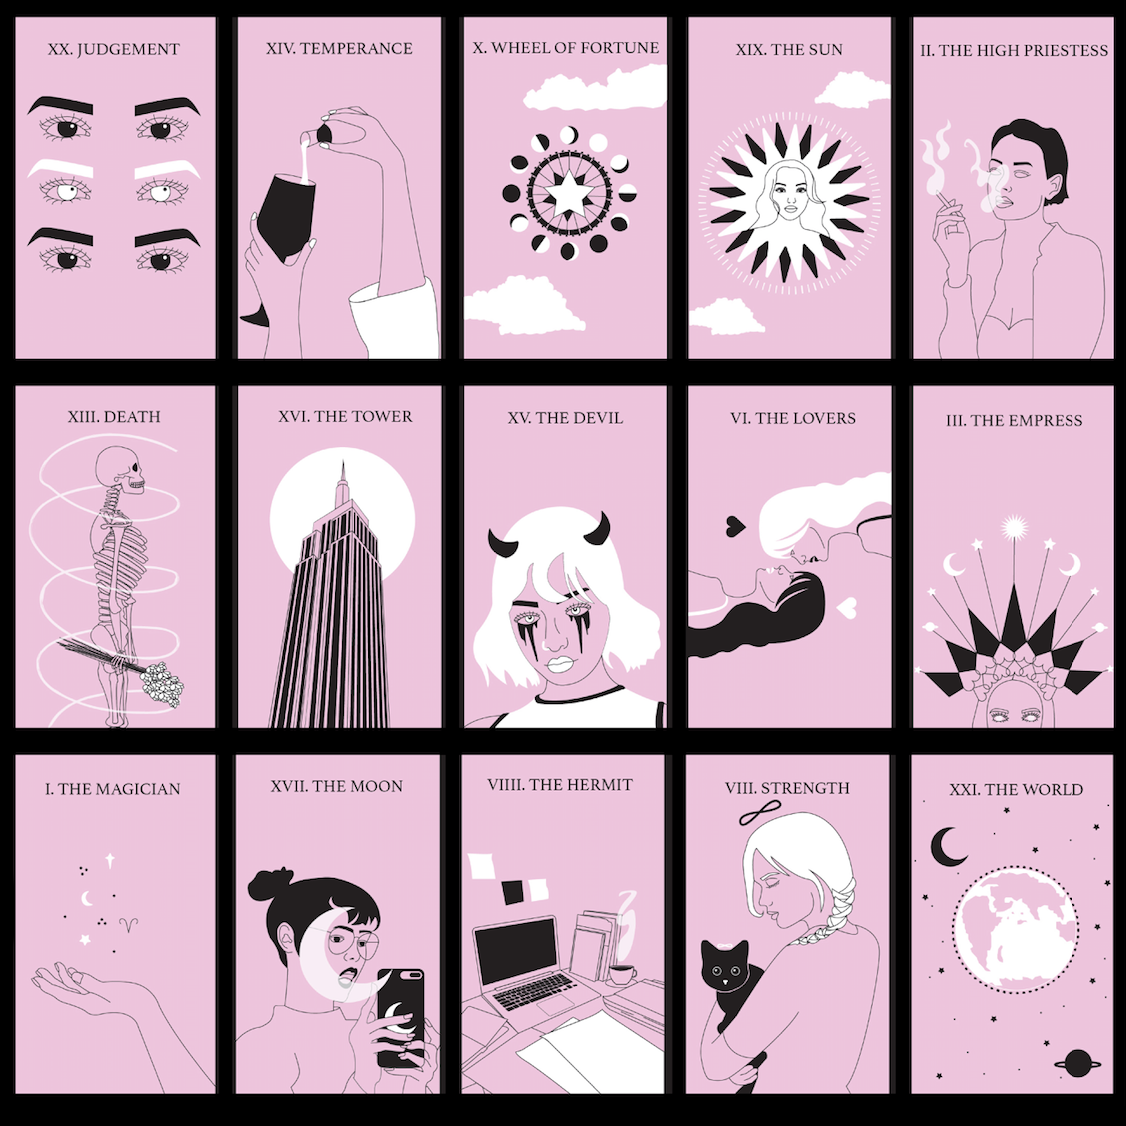 XX. JUDGEMENT
XIV. TEMPERANCE
X. WHEEL OF FORTUNE
XIX. THE SUN
II. THE HIGH PRIESTESS
XIII. DEATH
XVI. THE TOWER
XV. THE DEVIL
VI. THE LOVERS
III. THE EMPRESS
I. THE MAGICIAN
XVII. THE MOON
VIIII. THE HERMIT
VIII. STRENGTH
XXI. THE WORLD